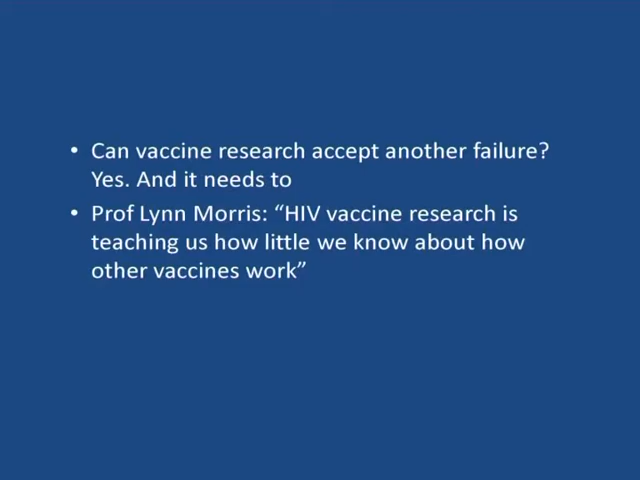 • Can vaccine research accept another failure?
Yes. And it needs to
• Prof Lynn Morris: “HIV vaccine research is
teaching us how little we know about how
other vaccines work”